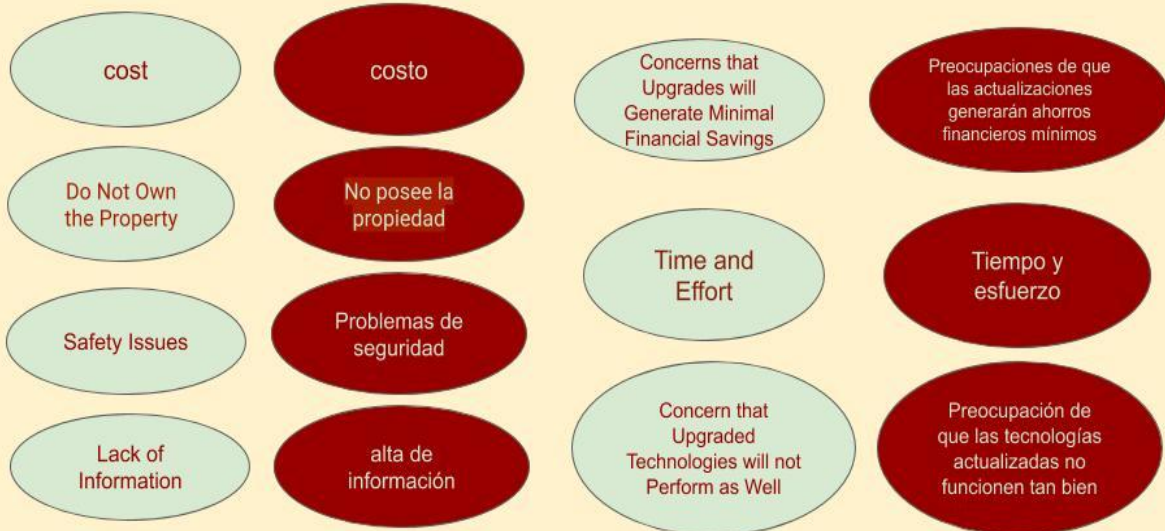 cost
costo
Do Not Own
the Property
No posee la
propiedad
Safety Issues
Problemas de
seguridad
Lack of
Information
alta de
información
Concerns that
Upgrades will
Generate Minimal
Financial Savings
Preocupaciones de que
las actualizaciones
generarán ahorros
financieros mínimos
Time and
Effort
Tiempo y
esfuerzo
Concern that
Upgraded
Technologies will not
Perform as Well
Preocupación de
que las tecnologías
actualizadas no
funcionen tan bien